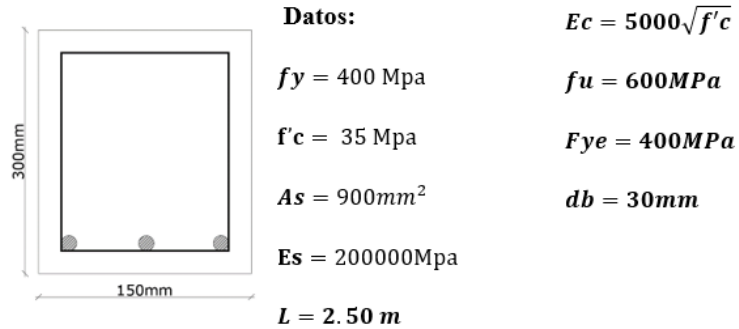 Datos:
fy = 400 Mpa
f'c = 35 Mpa
As = 900mm²
Es = 200000Mpa
L = 2.50 m
Ec = 5000√f'c
fu = 600MPa
Fye = 400MPa
db = 30mm
300mm
150mm